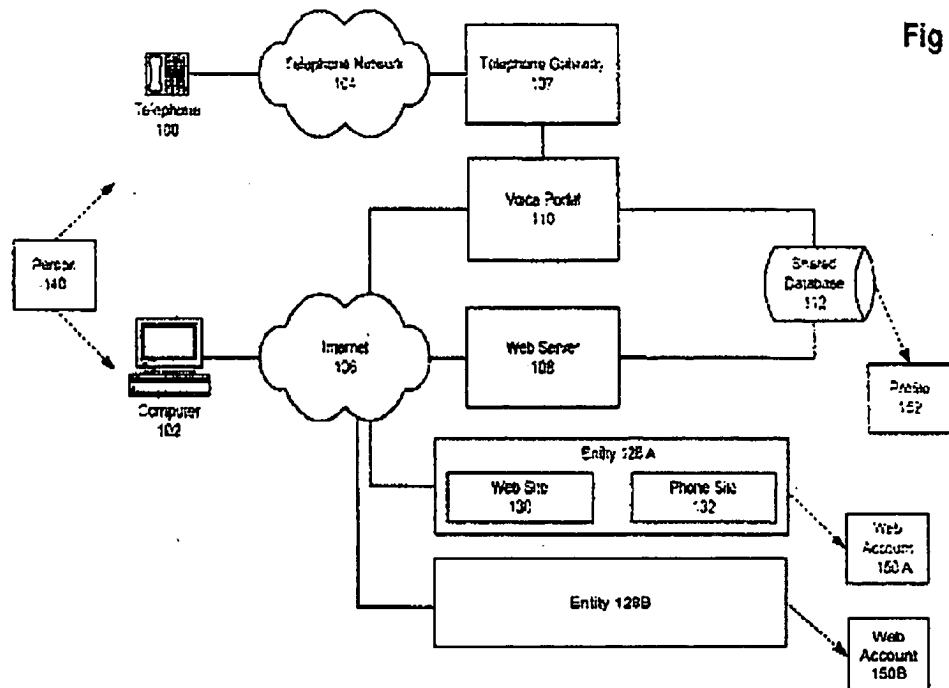 Fig
Telephone Network
104
Telephone Gateway
107
Telephone
100
Voice Portal
110
Person
140
Shared
Database
112
Internet
106
Web Server
108
Computer
102
Profile
152
Entity 128A
Web Site
130
Phone Site
132
Web
Account
150A
Entity 128B
Web
Account
150B